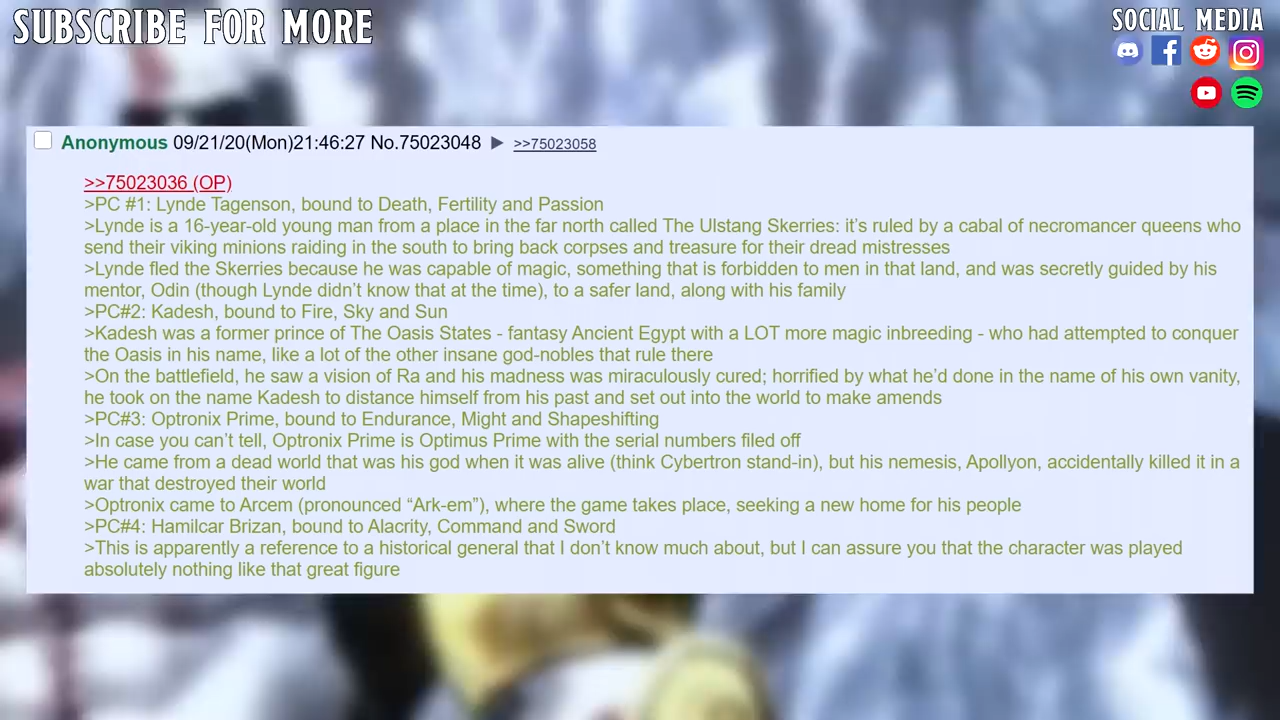 SUBSCRIBE FOR MORE
SOCIAL MEDIA
Anonymous 09/21/20(Mon)21:46:27 No.75023048 ▶ >>75023058
>>75023036 (OP)
>PC #1: Lynde Tagenson, bound to Death, Fertility and Passion
>Lynde is a 16-year-old young man from a place in the far north called The Ulstang Skerries: it's ruled by a cabal of necromancer queens who
send their viking minions raiding in the south to bring back corpses and treasure for their dread mistresses
>Lynde fled the Skerries because he was capable of magic, something that is forbidden to men in that land, and was secretly guided by his
mentor, Odin (though Lynde didn't know that at the time), to a safer land, along with his family
>PC#2: Kadesh, bound to Fire, Sky and Sun
>Kadesh was a former prince of The Oasis States - fantasy Ancient Egypt with a LOT more magic inbreeding - who had attempted to conquer
the Oasis in his name, like a lot of the other insane god-nobles that rule there
>On the battlefield, he saw a vision of Ra and his madness was miraculously cured; horrified by what he'd done in the name of his own vanity,
he took on the name Kadesh to distance himself from his past and set out into the world to make amends
>PC#3: Optronix Prime, bound to Endurance, Might and Shapeshifting
>In case you can't tell, Optronix Prime is Optimus Prime with the serial numbers filed off
>He came from a dead world that was his god when it was alive (think Cybertron stand-in), but his nemesis, Apollyon, accidentally killed it in a
war that destroyed their world
>Optronix came to Arcem (pronounced “Ark-em”), where the game takes place, seeking a new home for his people
>PC#4: Hamilcar Brizan, bound to Alacrity, Command and Sword
>This is apparently a reference to a historical general that I don't know much about, but I can assure you that the character was played
absolutely nothing like that great figure